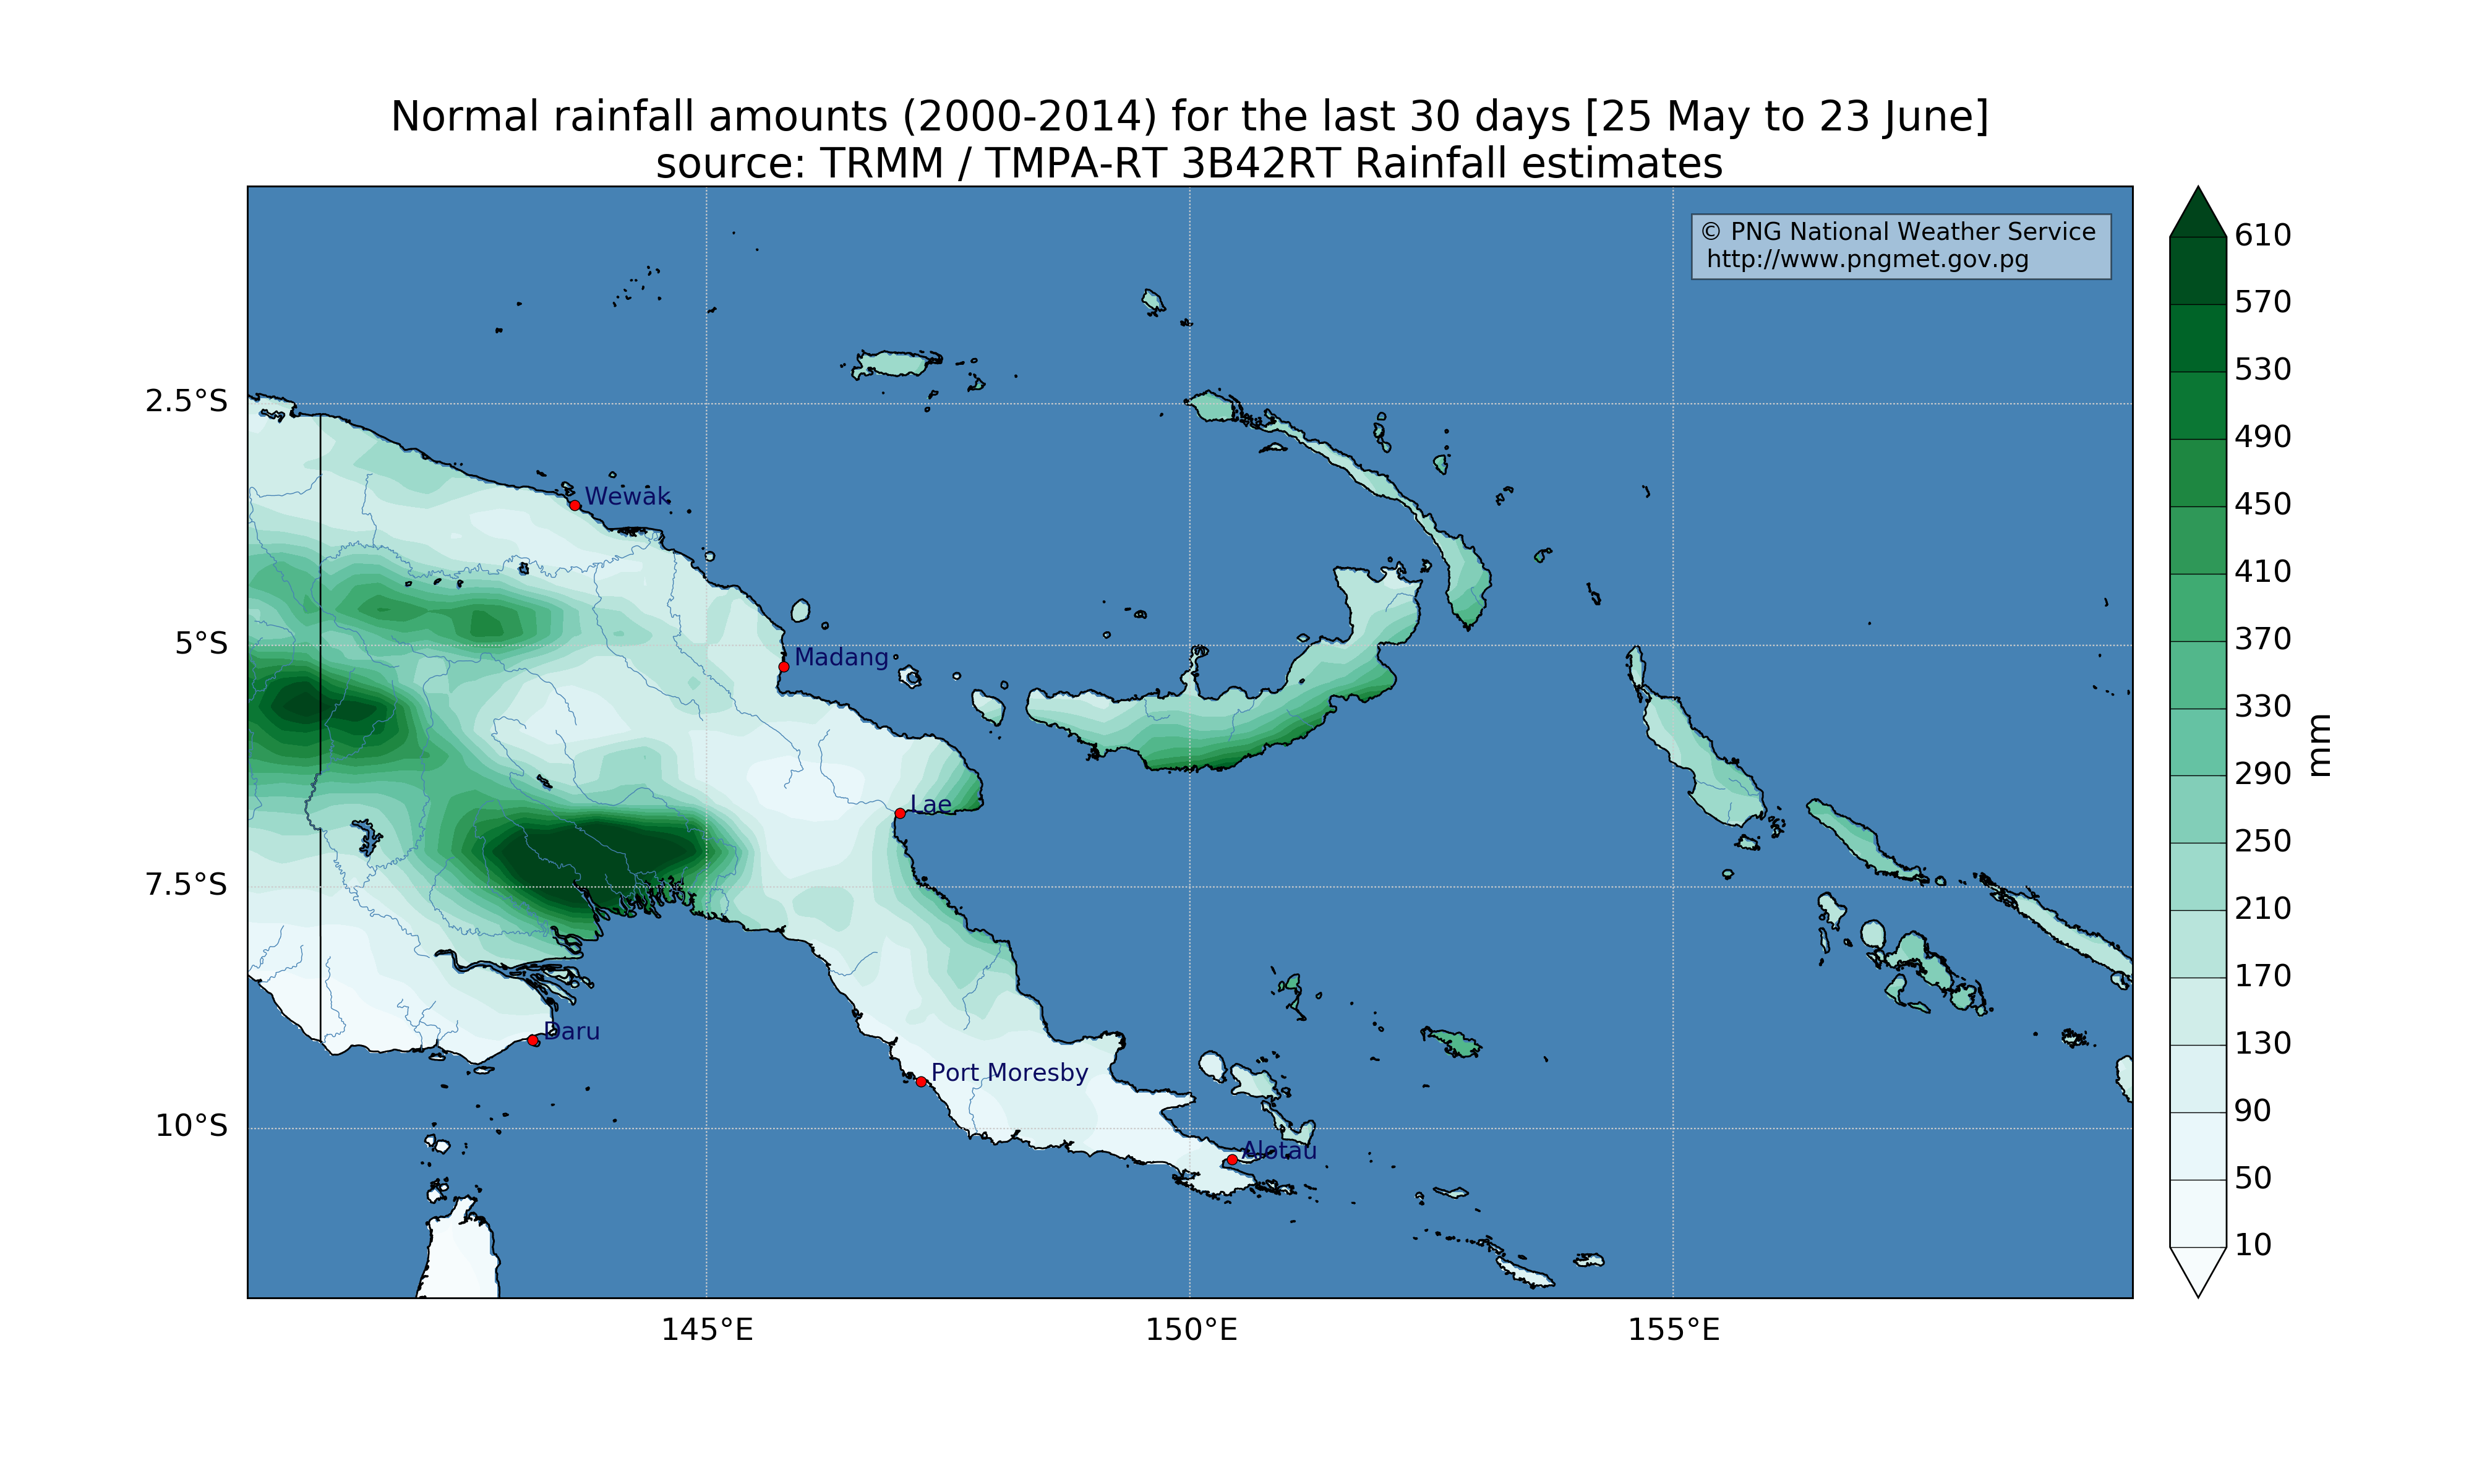 Normal rainfall amounts (2000-2014) for the last 30 days [25 May to 23 June]
source: TRMM / TMPA-RT 3B42RT Rainfall estimates
© PNG National Weather Service
http://www.pngmet.gov.pg
610
570
530
490
450
410
370
330
290
250
210
170
130
90
50
10
mm
2.5°S
5°S
7.5°S
10°S
Wewak
Madang
Lae
Daru
Port Moresby
Alotau
145°E
150°E
155°E